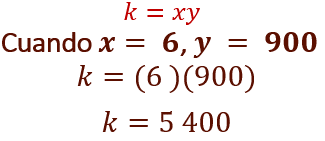 k = xy
Cuando x = 6, y = 900
k = (6 )(900)
k = 5 400